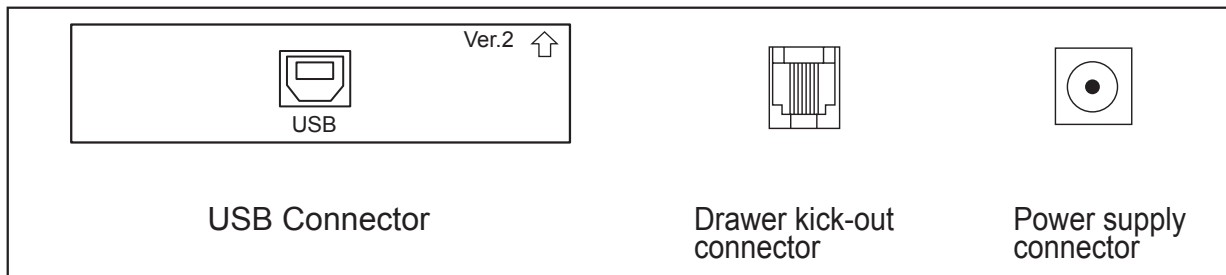 Ver.2
USB
USB Connector
Drawer kick-out
connector
Power supply
connector